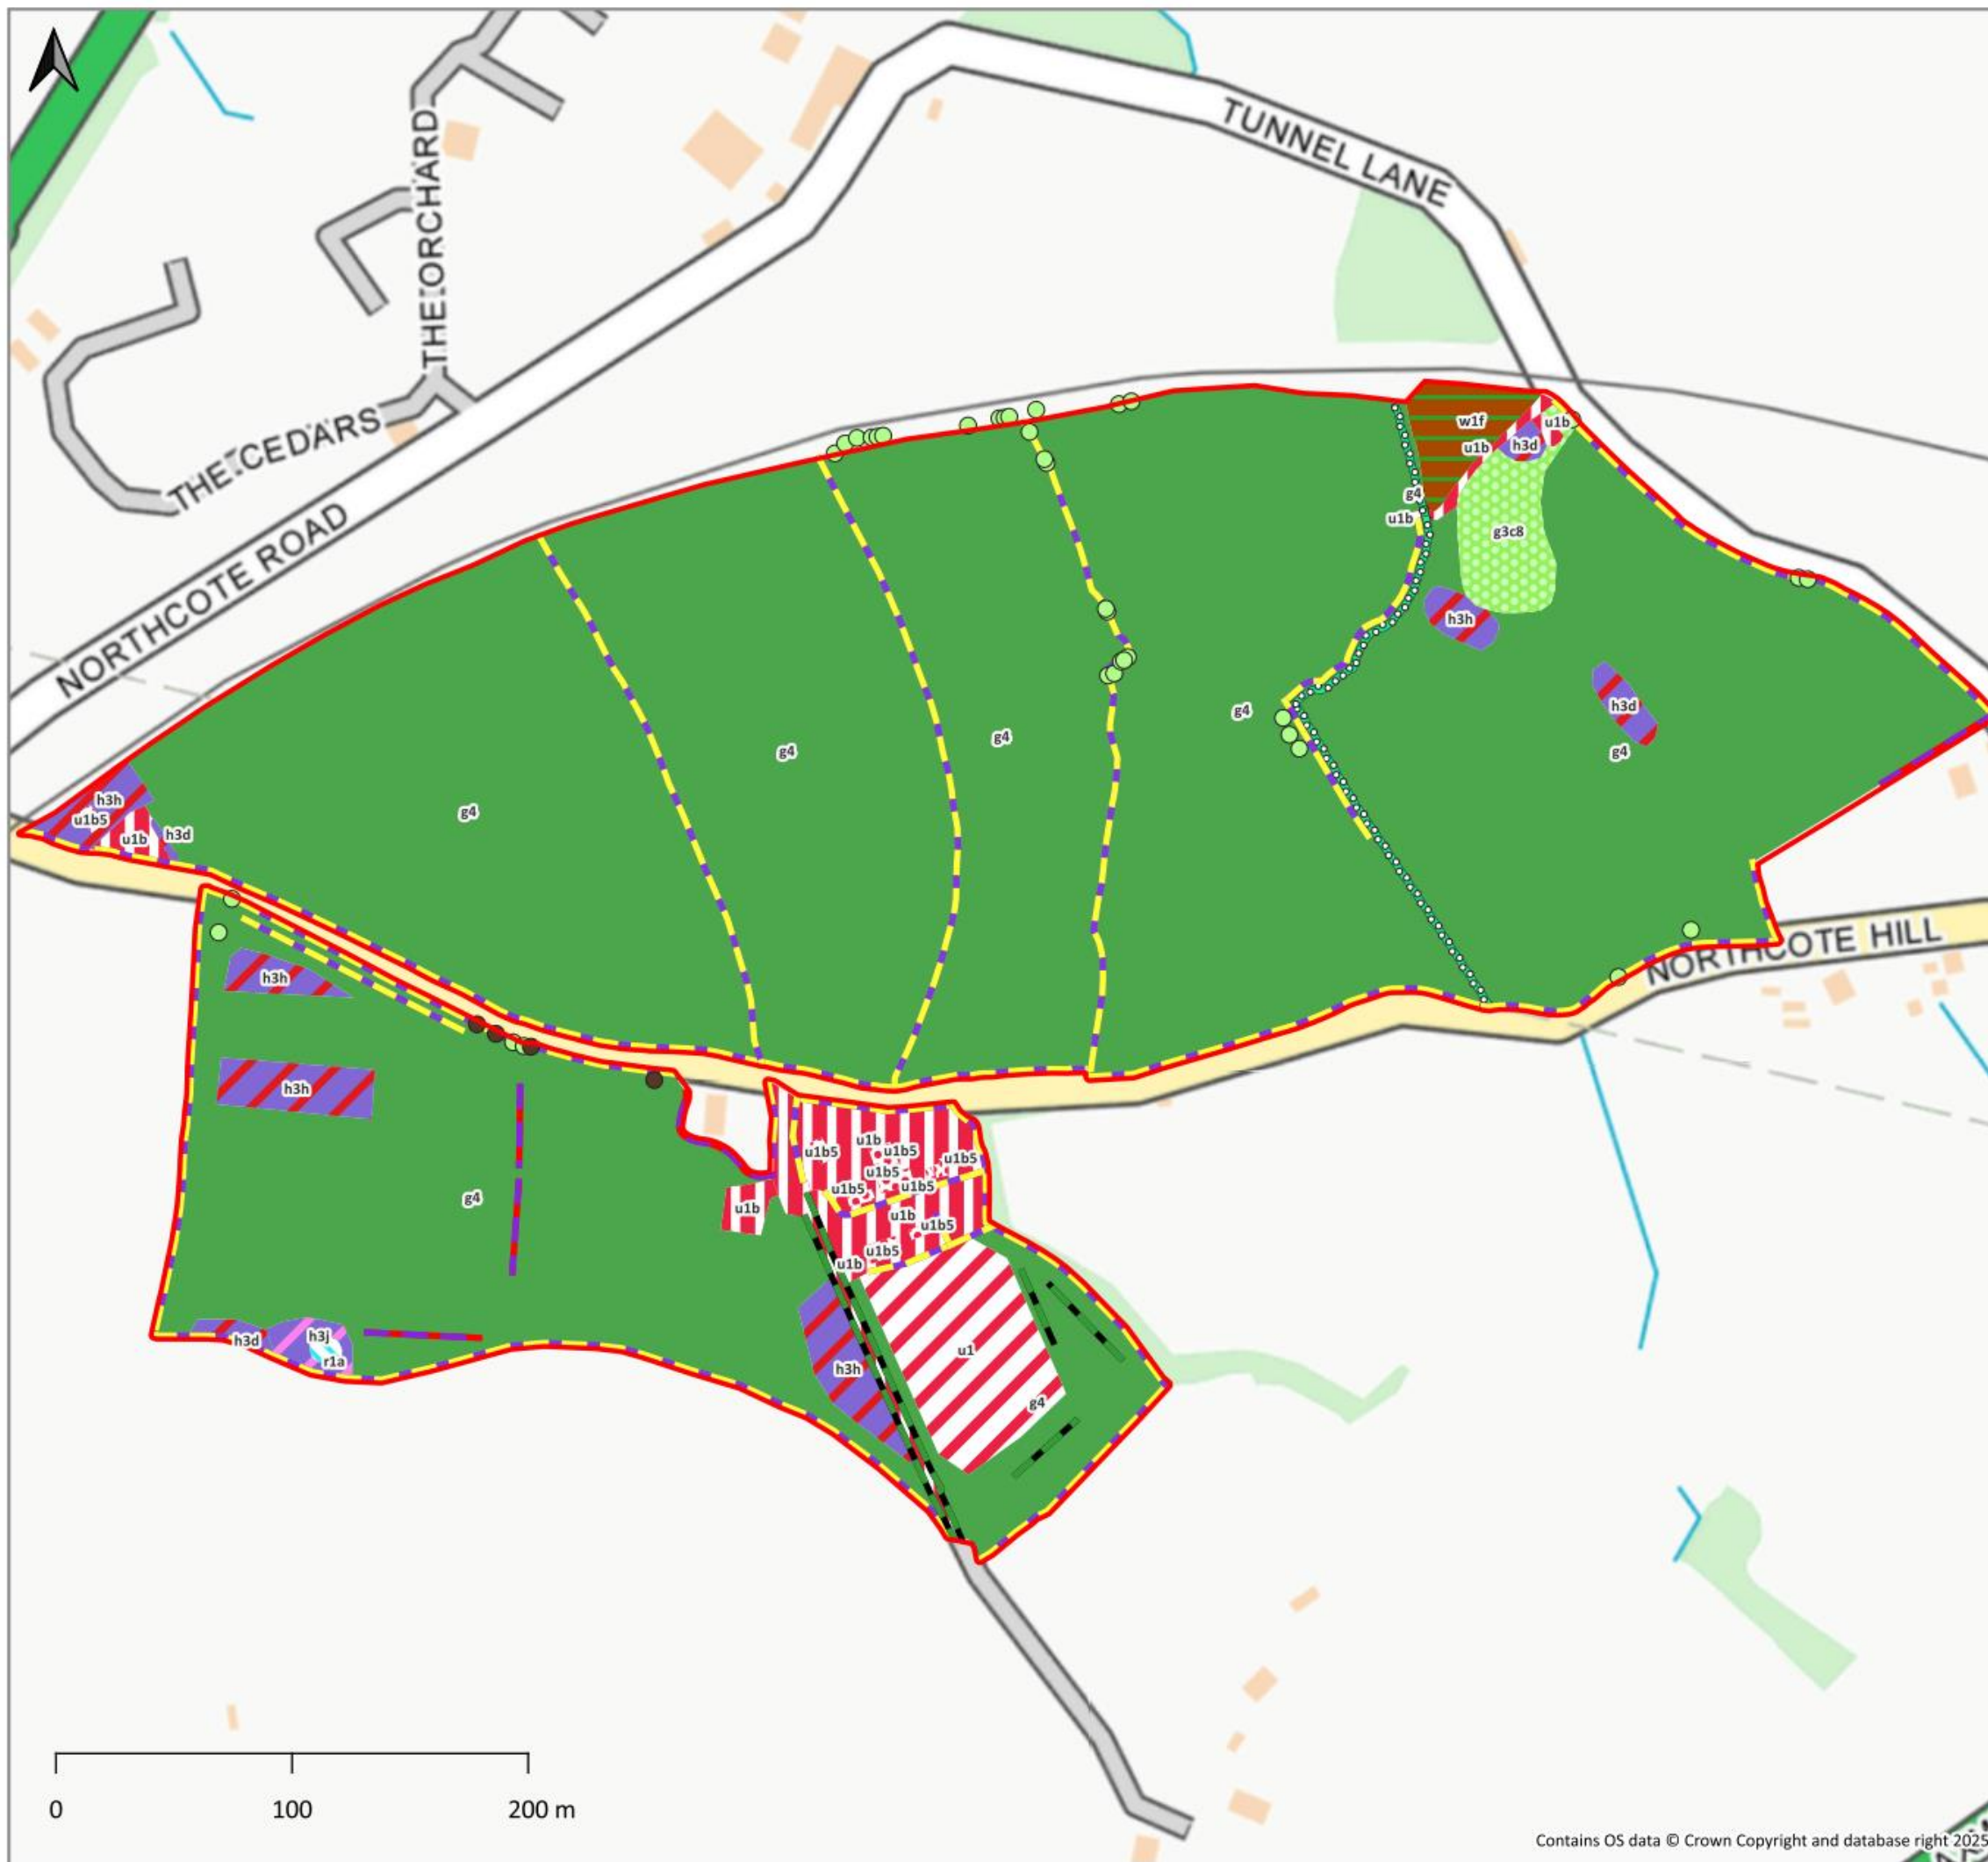 TUNNEL LANE
THE ORCHARD
THE CEDARS
NORTHCOTE ROAD
w1f
u1b
u1b
h3d
g4
u1b
g3c8
h3h
h3d
g4
g4
g4
g4
g4
h3h
u1b5
u1b
h3d
NORTHCOTE HILL
h3h
h3h
g4
u1b
u1b5
u1b
u1b5
u1b5
u1b5
u1b5
u1b5
u1b
u1b5
u1b5
u1b
h3h
u1
g4
h3d
h3j
r1a
0 100 200 m
Contains OS data © Crown Copyright and database right 2025